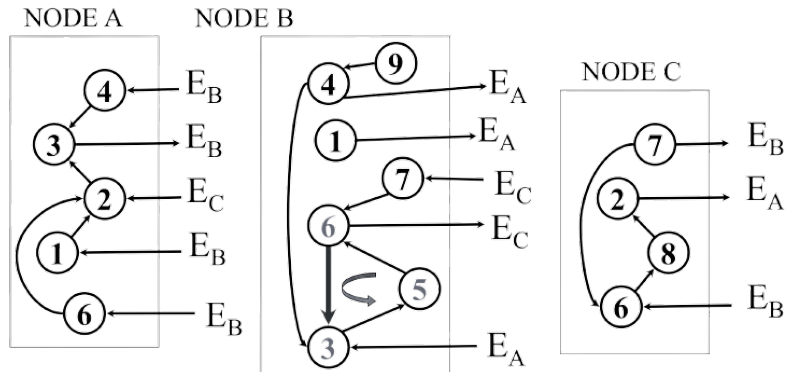 NODE A
4 E_B
3 E_B
2 E_C
1 E_B
6 E_B
NODE B
9
4 E_A
1 E_A
7 E_C
6 E_C
5
3 E_A
NODE C
7 E_B
2 E_A
8
6 E_B